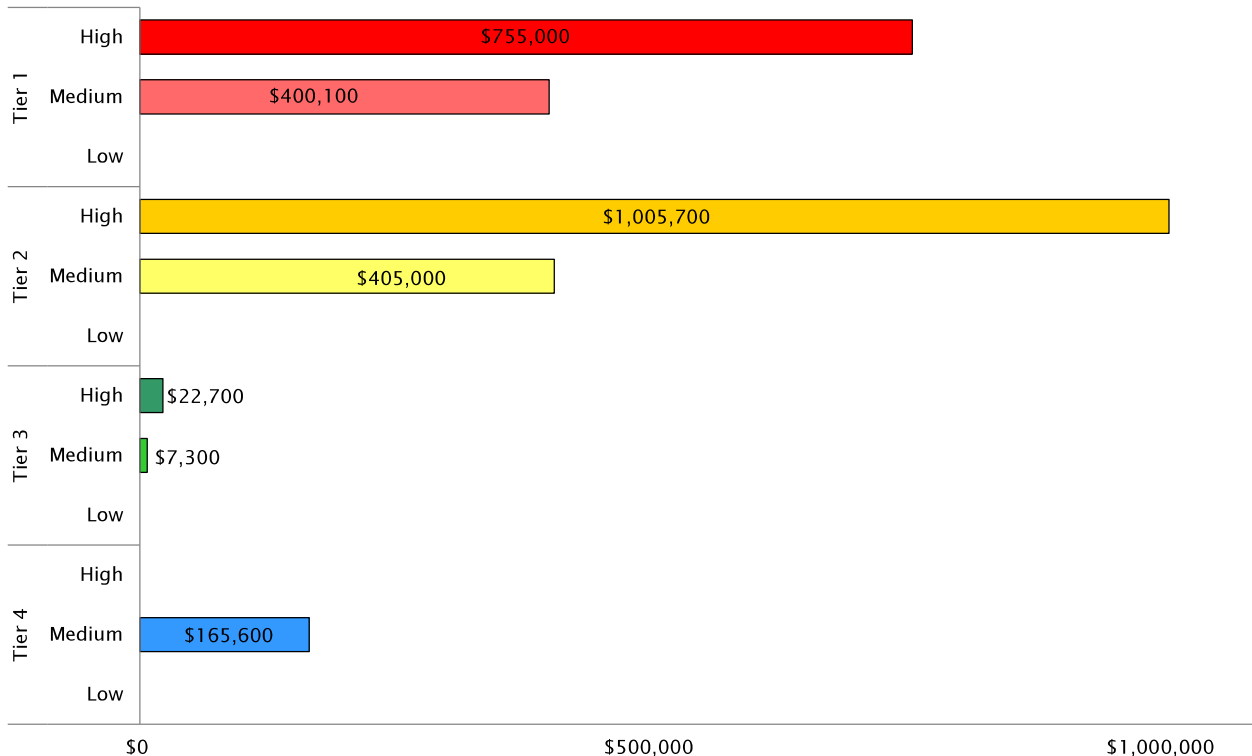 Tier 1
High
$755,000
Medium
$400,100
Low
Tier 2
High
$1,005,700
Medium
$405,000
Low
Tier 3
High
$22,700
Medium
$7,300
Low
Tier 4
High
Medium
$165,600
Low
$0 $500,000 $1,000,000